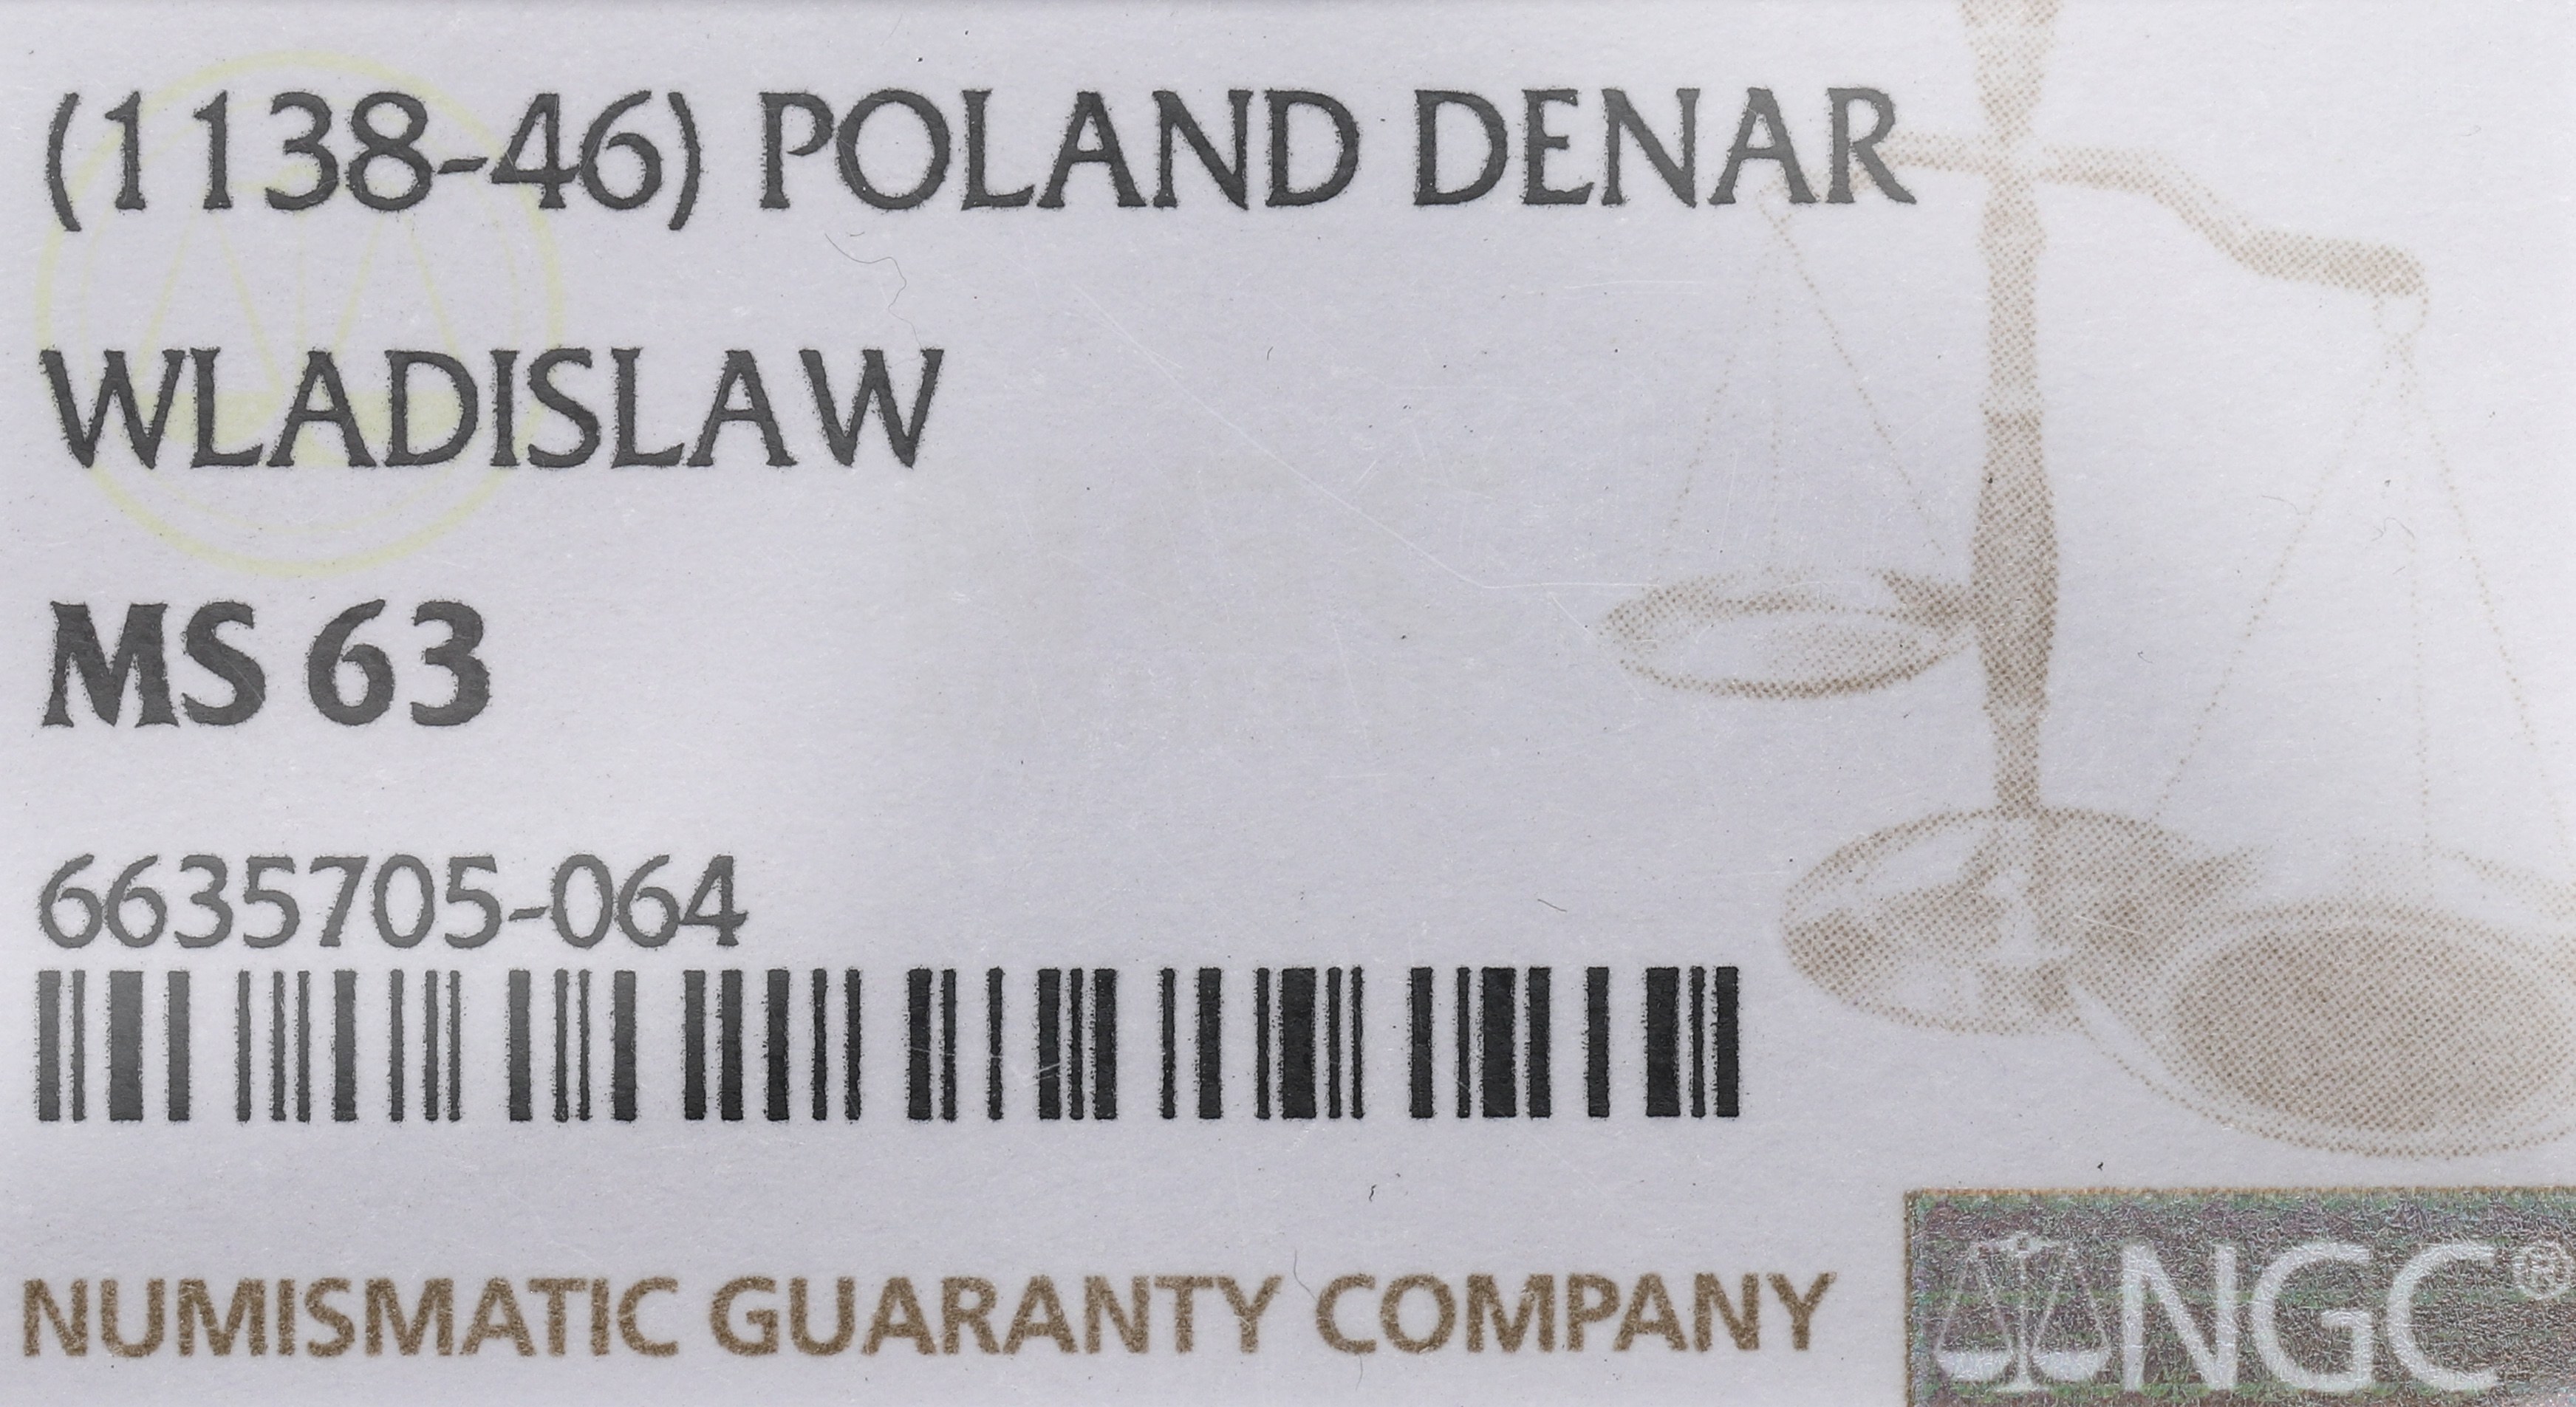 (1138-46) POLAND DENAR
WLADISLAW
MS 63
6635705-064
NUMISMATIC GUARANTY COMPANY
NGC®